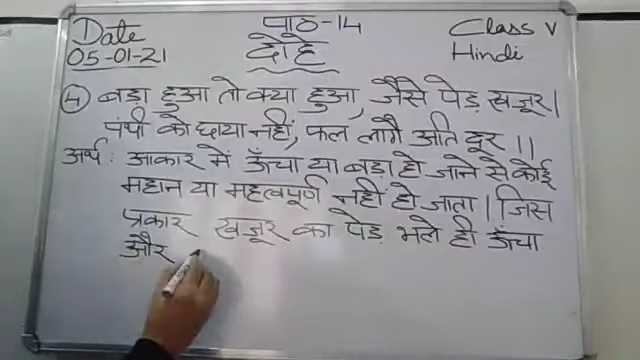 Date
05-01-21
पाठ-14
दोहे
Class V
Hindi
4 बड़ा हुआ तो क्या हुआ, जैसे पेड़ खजूर।
पंथी को छाया नहीं, फल लागै अति दूर।।
अर्थ: आकार में ऊँचा या बड़ा हो जाने से कोई
महान या महत्वपूर्ण नहीं हो जाता। जिस
प्रकार खजूर का पेड़ भले ही ऊँचा
और